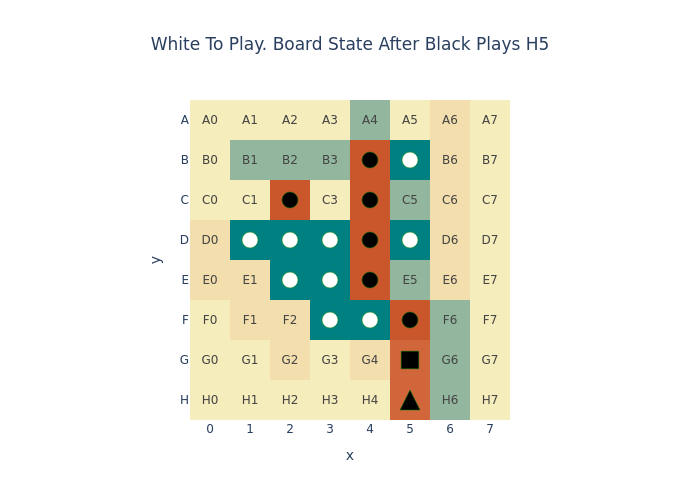 White To Play. Board State After Black Plays H5
A A0 A1 A2 A3 A4 A5 A6 A7
B B0 B1 B2 B3 B6 B7
C C0 C1 C3 C5 C6 C7
D D0 D6 D7
E E0 E1 E5 E6 E7
F F0 F1 F2 F6 F7
G G0 G1 G2 G3 G4 G6 G7
H H0 H1 H2 H3 H4 H6 H7
0 1 2 3 4 5 6 7
x
y